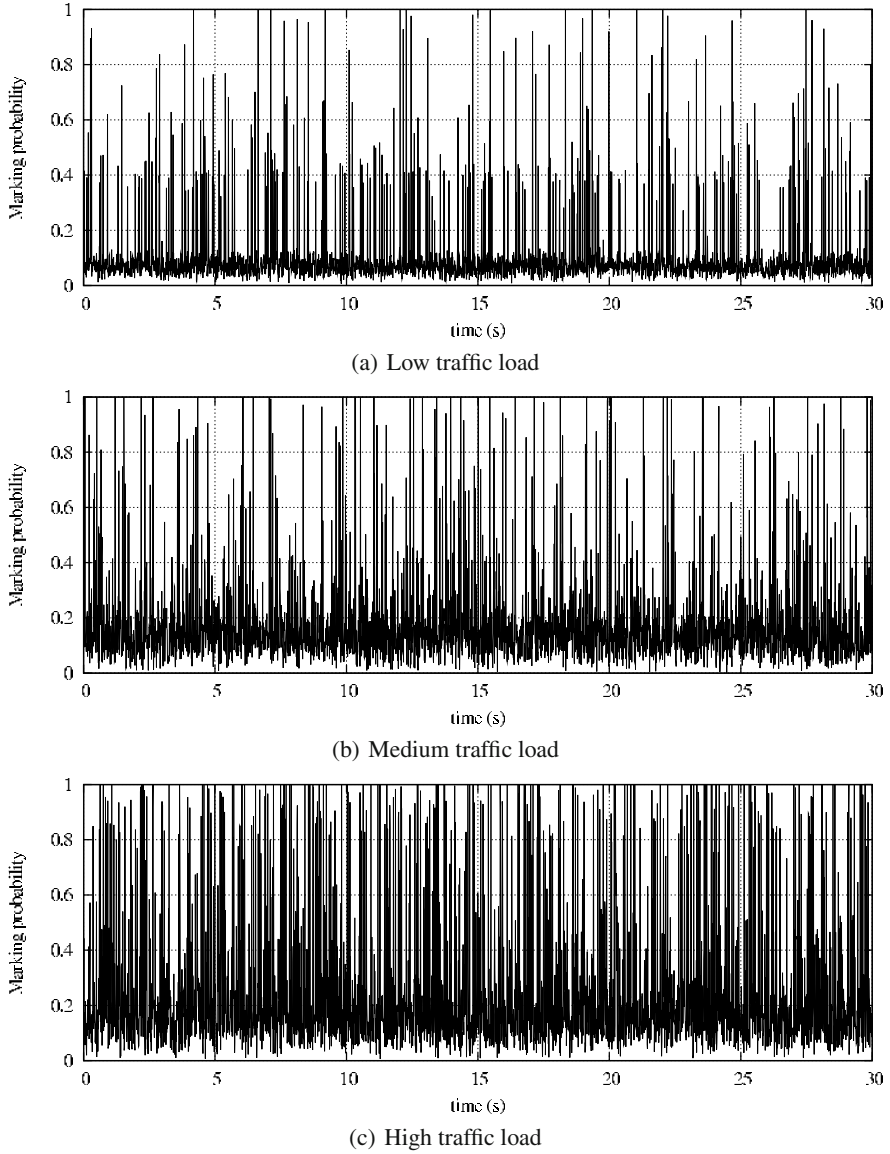 1
0.8
0.6
0.4
0.2
0
Marking probability
0 5 10 15 20 25 30
time (s)
(a) Low traffic load
1
0.8
0.6
0.4
0.2
0
Marking probability
0 5 10 15 20 25 30
time (s)
(b) Medium traffic load
1
0.8
0.6
0.4
0.2
0
Marking probability
0 5 10 15 20 25 30
time (s)
(c) High traffic load